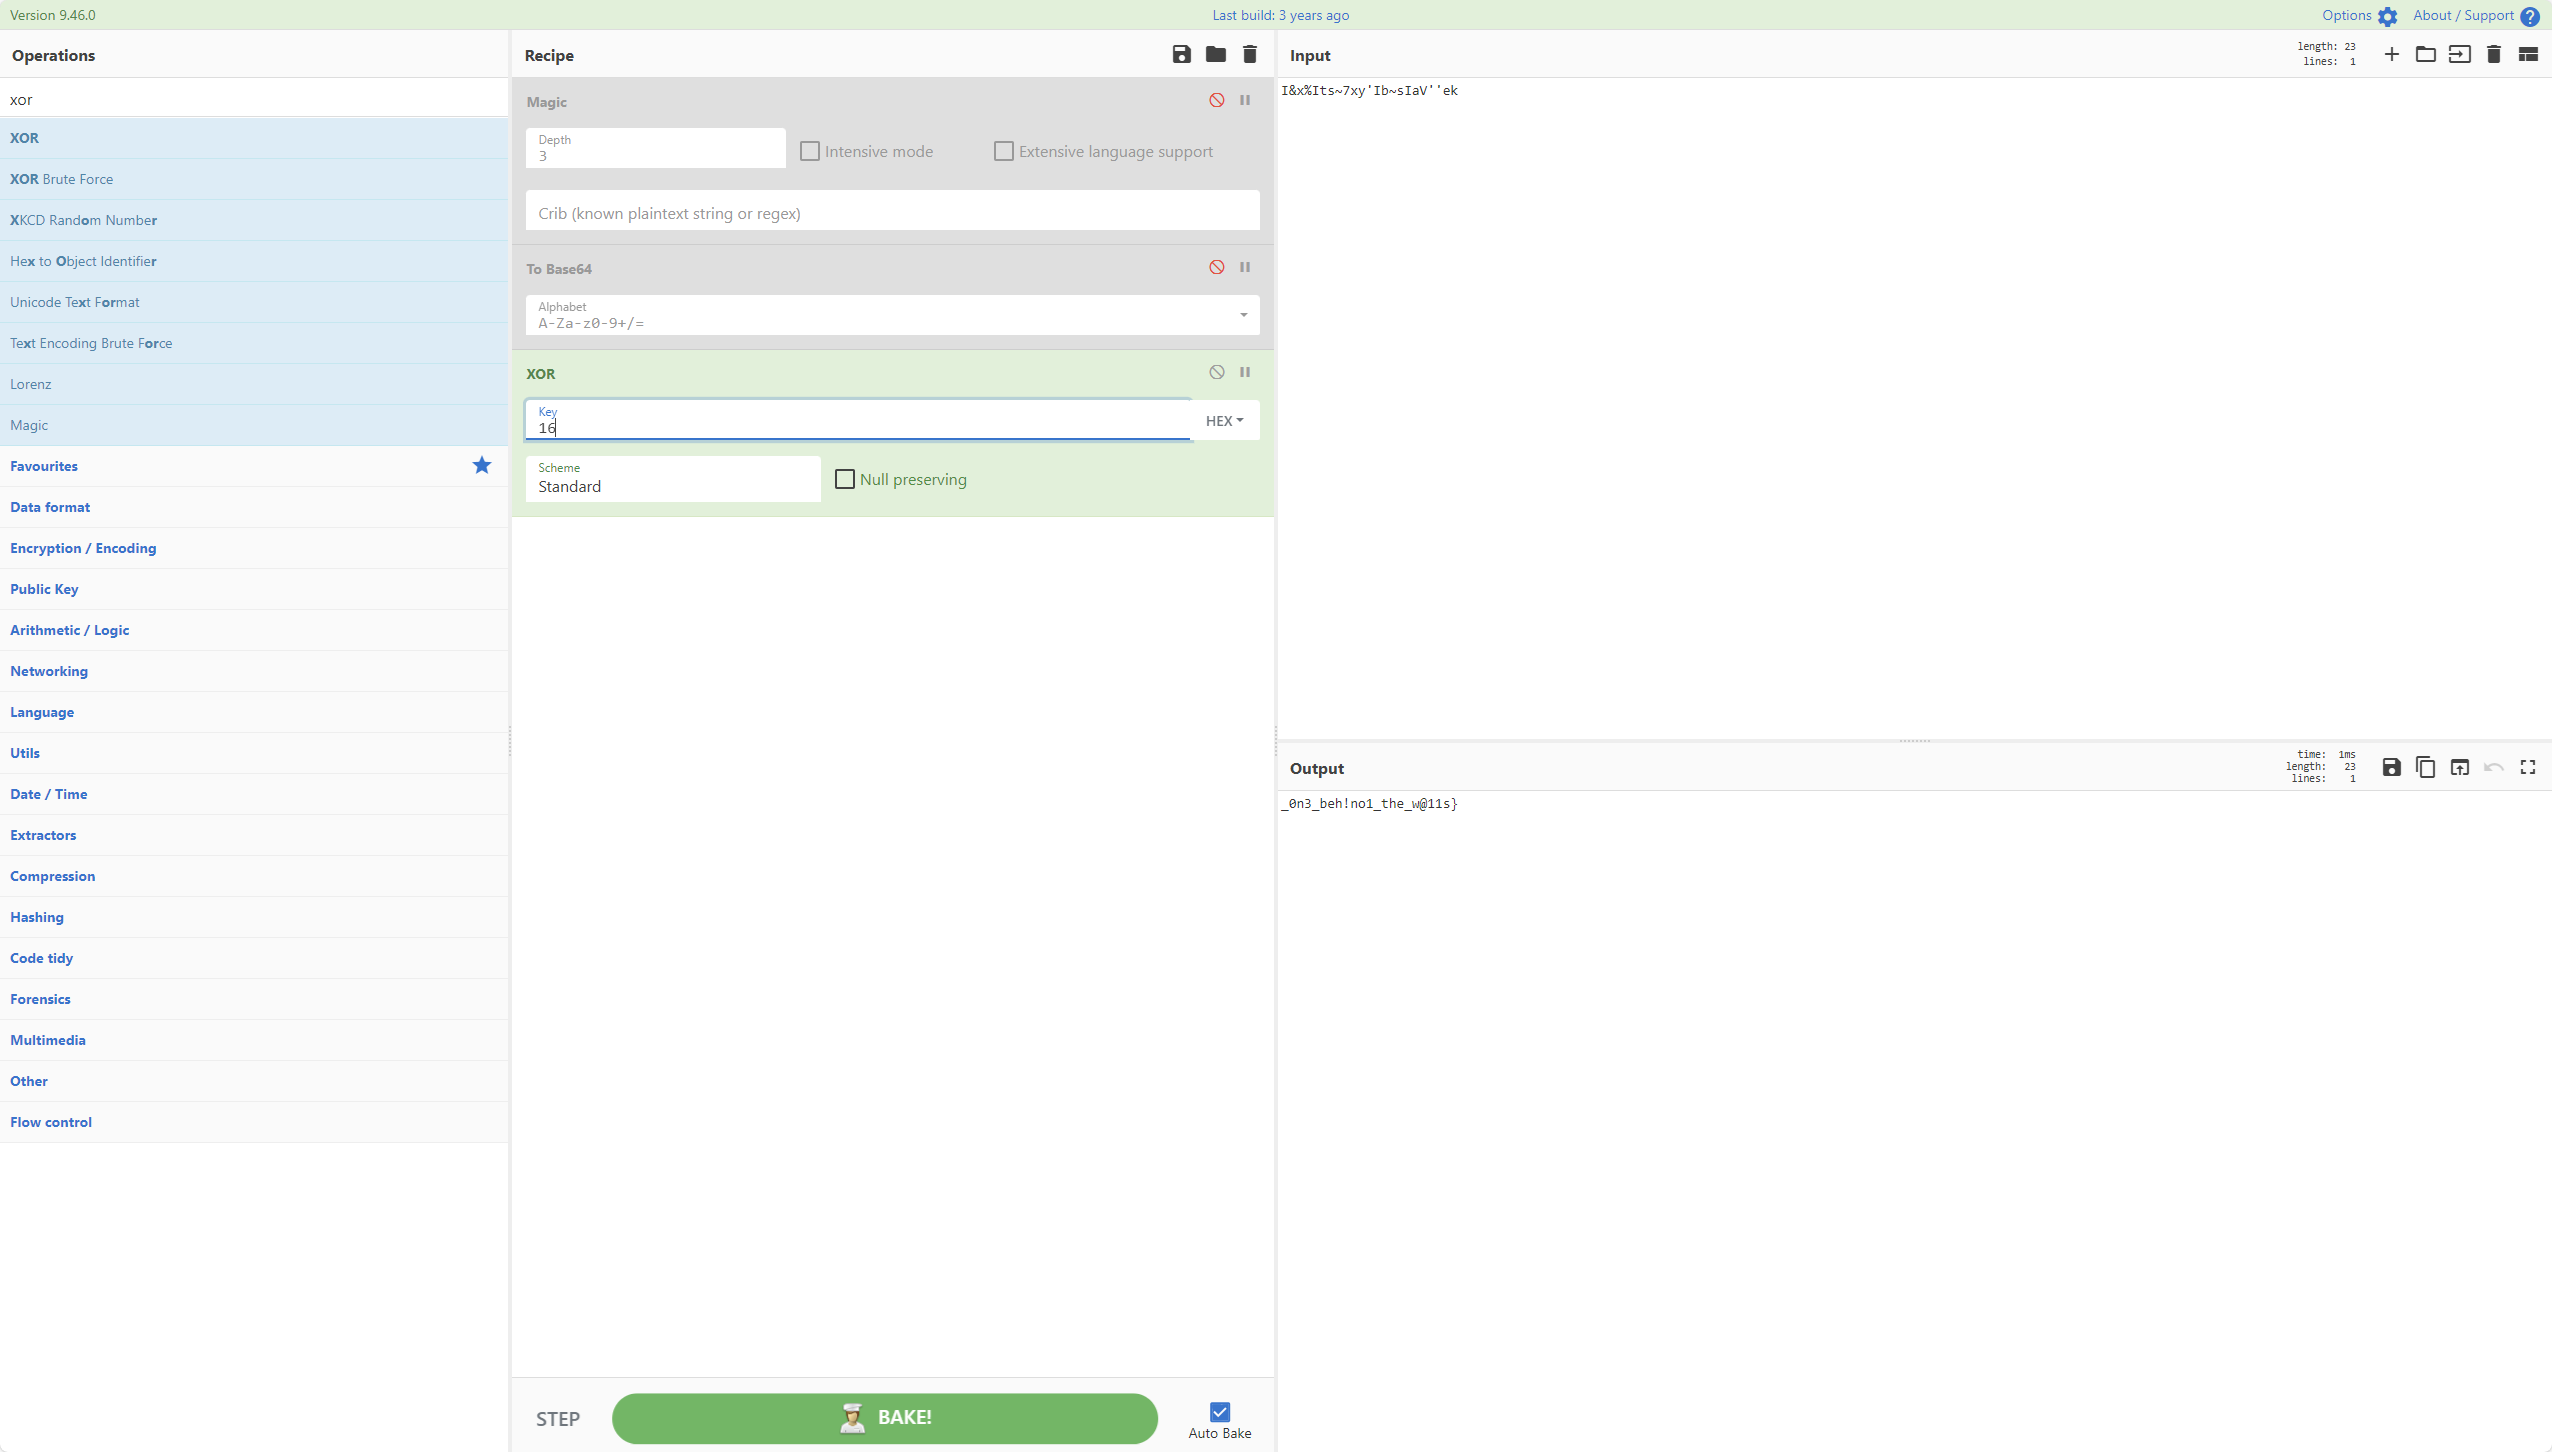 Version 9.46.0
Last build: 3 years ago
Options
About / Support
Operations
xor
XOR
XOR Brute Force
XKCD Random Number
Hex to Object Identifier
Unicode Text Format
Text Encoding Brute Force
Lorenz
Magic
Favourites
Data format
Encryption / Encoding
Public Key
Arithmetic / Logic
Networking
Language
Utils
Date / Time
Extractors
Compression
Hashing
Code tidy
Forensics
Multimedia
Other
Flow control
Recipe
Magic
Depth
3
Intensive mode
Extensive language support
Crib (known plaintext string or regex)
To Base64
Alphabet
A-Za-z0-9+/=
XOR
Key
16
HEX
Scheme
Standard
Null preserving
STEP
BAKE!
Auto Bake
Input
length: 23
lines: 1
I&x%Its~7xy'Ib~sIaV''ek
Output
time: 1ms
length: 23
lines: 1
_0n3_beh!no1_the_w@11s}